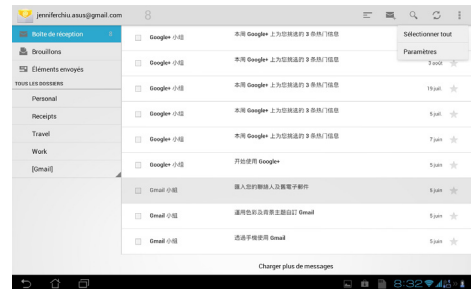 jenniferchiu.asus@gmail.com 8
Boîte de réception 8
Brouillons
Éléments envoyés
TOUS LES DOSSIERS
Personal
Receipts
Travel
Work
[Gmail]
Sélectionner tout
Paramètres
Google+ 小组 本周 Google+ 上为您挑选的 3 条热门信息
Google+ 小组 本周 Google+ 上为您挑选的 3 条热门信息 3 août
Google+ 小组 本周 Google+ 上为您挑选的 3 条热门信息 19 juil.
Google+ 小组 本周 Google+ 上为您挑选的 3 条热门信息 6 juil.
Google+ 小组 本周 Google+ 上为您挑选的 3 条热门信息 7 juin
Google+ 小组 开始使用 Google+ 5 juin
Gmail 小組 匯入您的聯絡人及舊電子郵件 5 juin
Gmail 小組 運用色彩及背景主題自訂 Gmail 5 juin
Gmail 小組 透過手機使用 Gmail 5 juin
Charger plus de messages
8:32